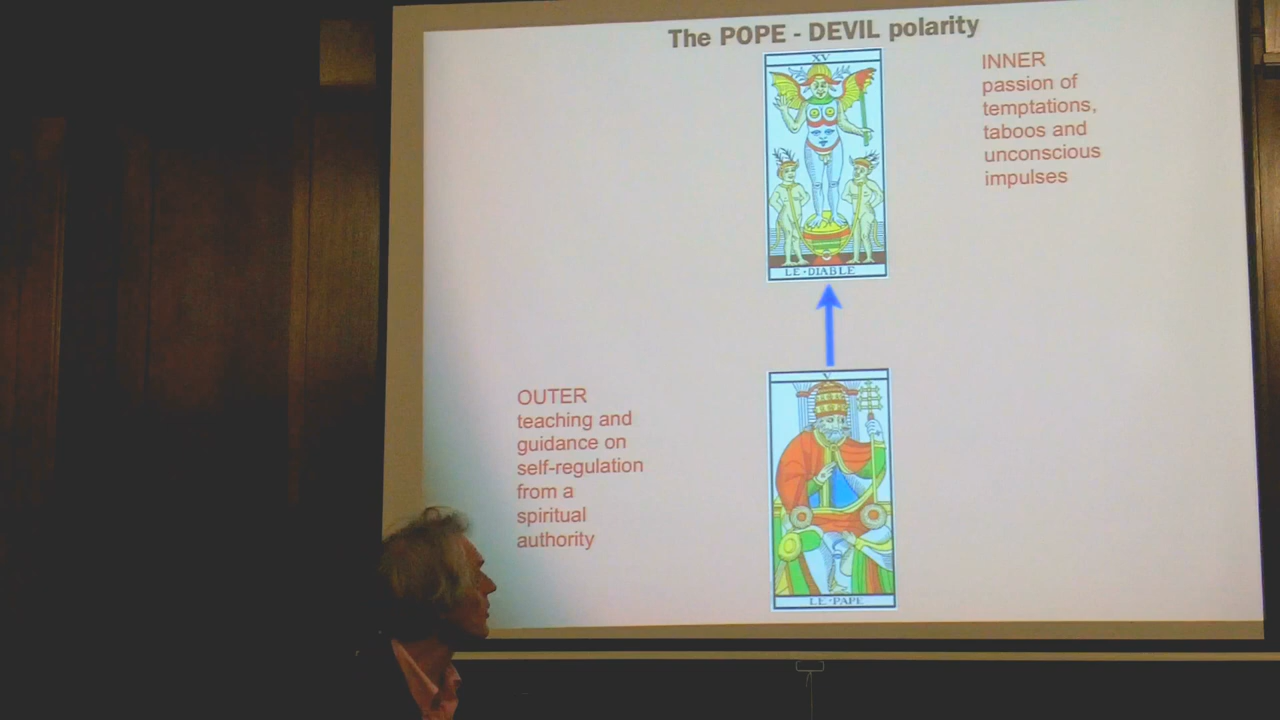 The POPE - DEVIL polarity
XV
LE·DIABLE
INNER
passion of
temptations,
taboos and
unconscious
impulses
OUTER
teaching and
guidance on
self-regulation
from a
spiritual
authority
V
LE·PAPE